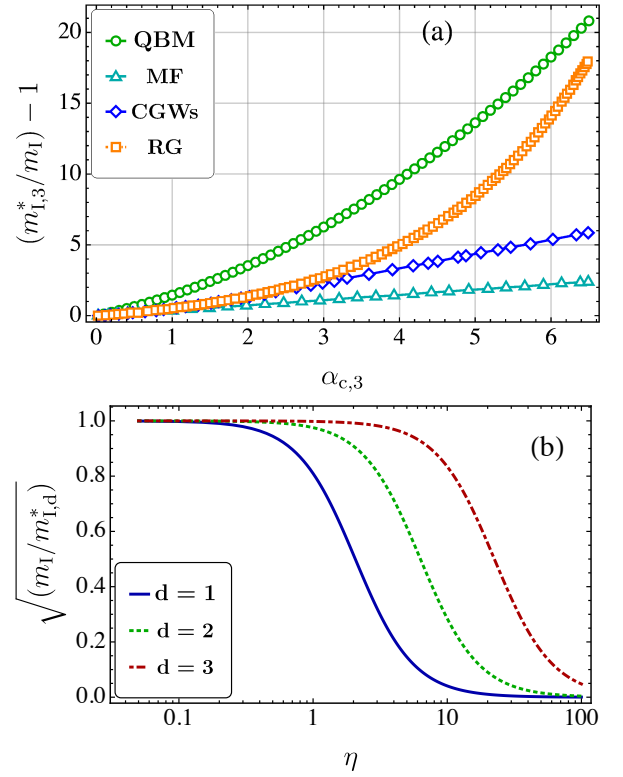 (a)
QBM
MF
CGWs
RG
(m*I,3/mI) − 1
20
15
10
5
0
0 1 2 3 4 5 6
αc,3
(b)
√(mI/m*I,d)
1.0
0.8
0.6
0.4
0.2
0.0
d = 1
d = 2
d = 3
0.1 1 10 100
η